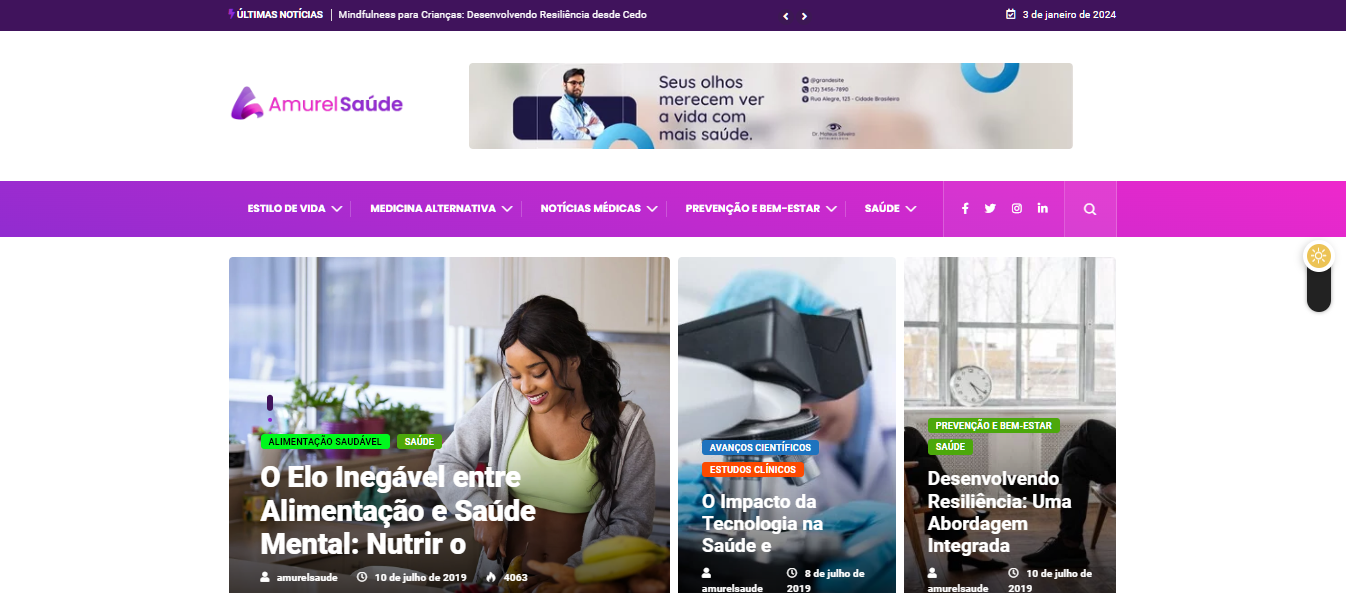 ÚLTIMAS NOTÍCIAS
Mindfulness para Crianças: Desenvolvendo Resiliência desde Cedo
3 de janeiro de 2024
AmurelSaúde
Seus olhos
merecem ver
a vida com
mais saúde.
@grandesite
(12) 3456-7890
Rua Alegre, 123 - Cidade Brasileira
Dr. Mateus Silveira
ESTILO DE VIDA
MEDICINA ALTERNATIVA
NOTÍCIAS MÉDICAS
PREVENÇÃO E BEM-ESTAR
SAÚDE
ALIMENTAÇÃO SAUDÁVEL
SAÚDE
O Elo Inegável entre
Alimentação e Saúde
Mental: Nutrir o
amurelsaude
10 de julho de 2019
4063
AVANÇOS CIENTÍFICOS
ESTUDOS CLÍNICOS
O Impacto da
Tecnologia na
Saúde e
amurelsaude
8 de julho de
2019
PREVENÇÃO E BEM-ESTAR
SAÚDE
Desenvolvendo
Resiliência: Uma
Abordagem
Integrada
amurelsaude
10 de julho de
2019